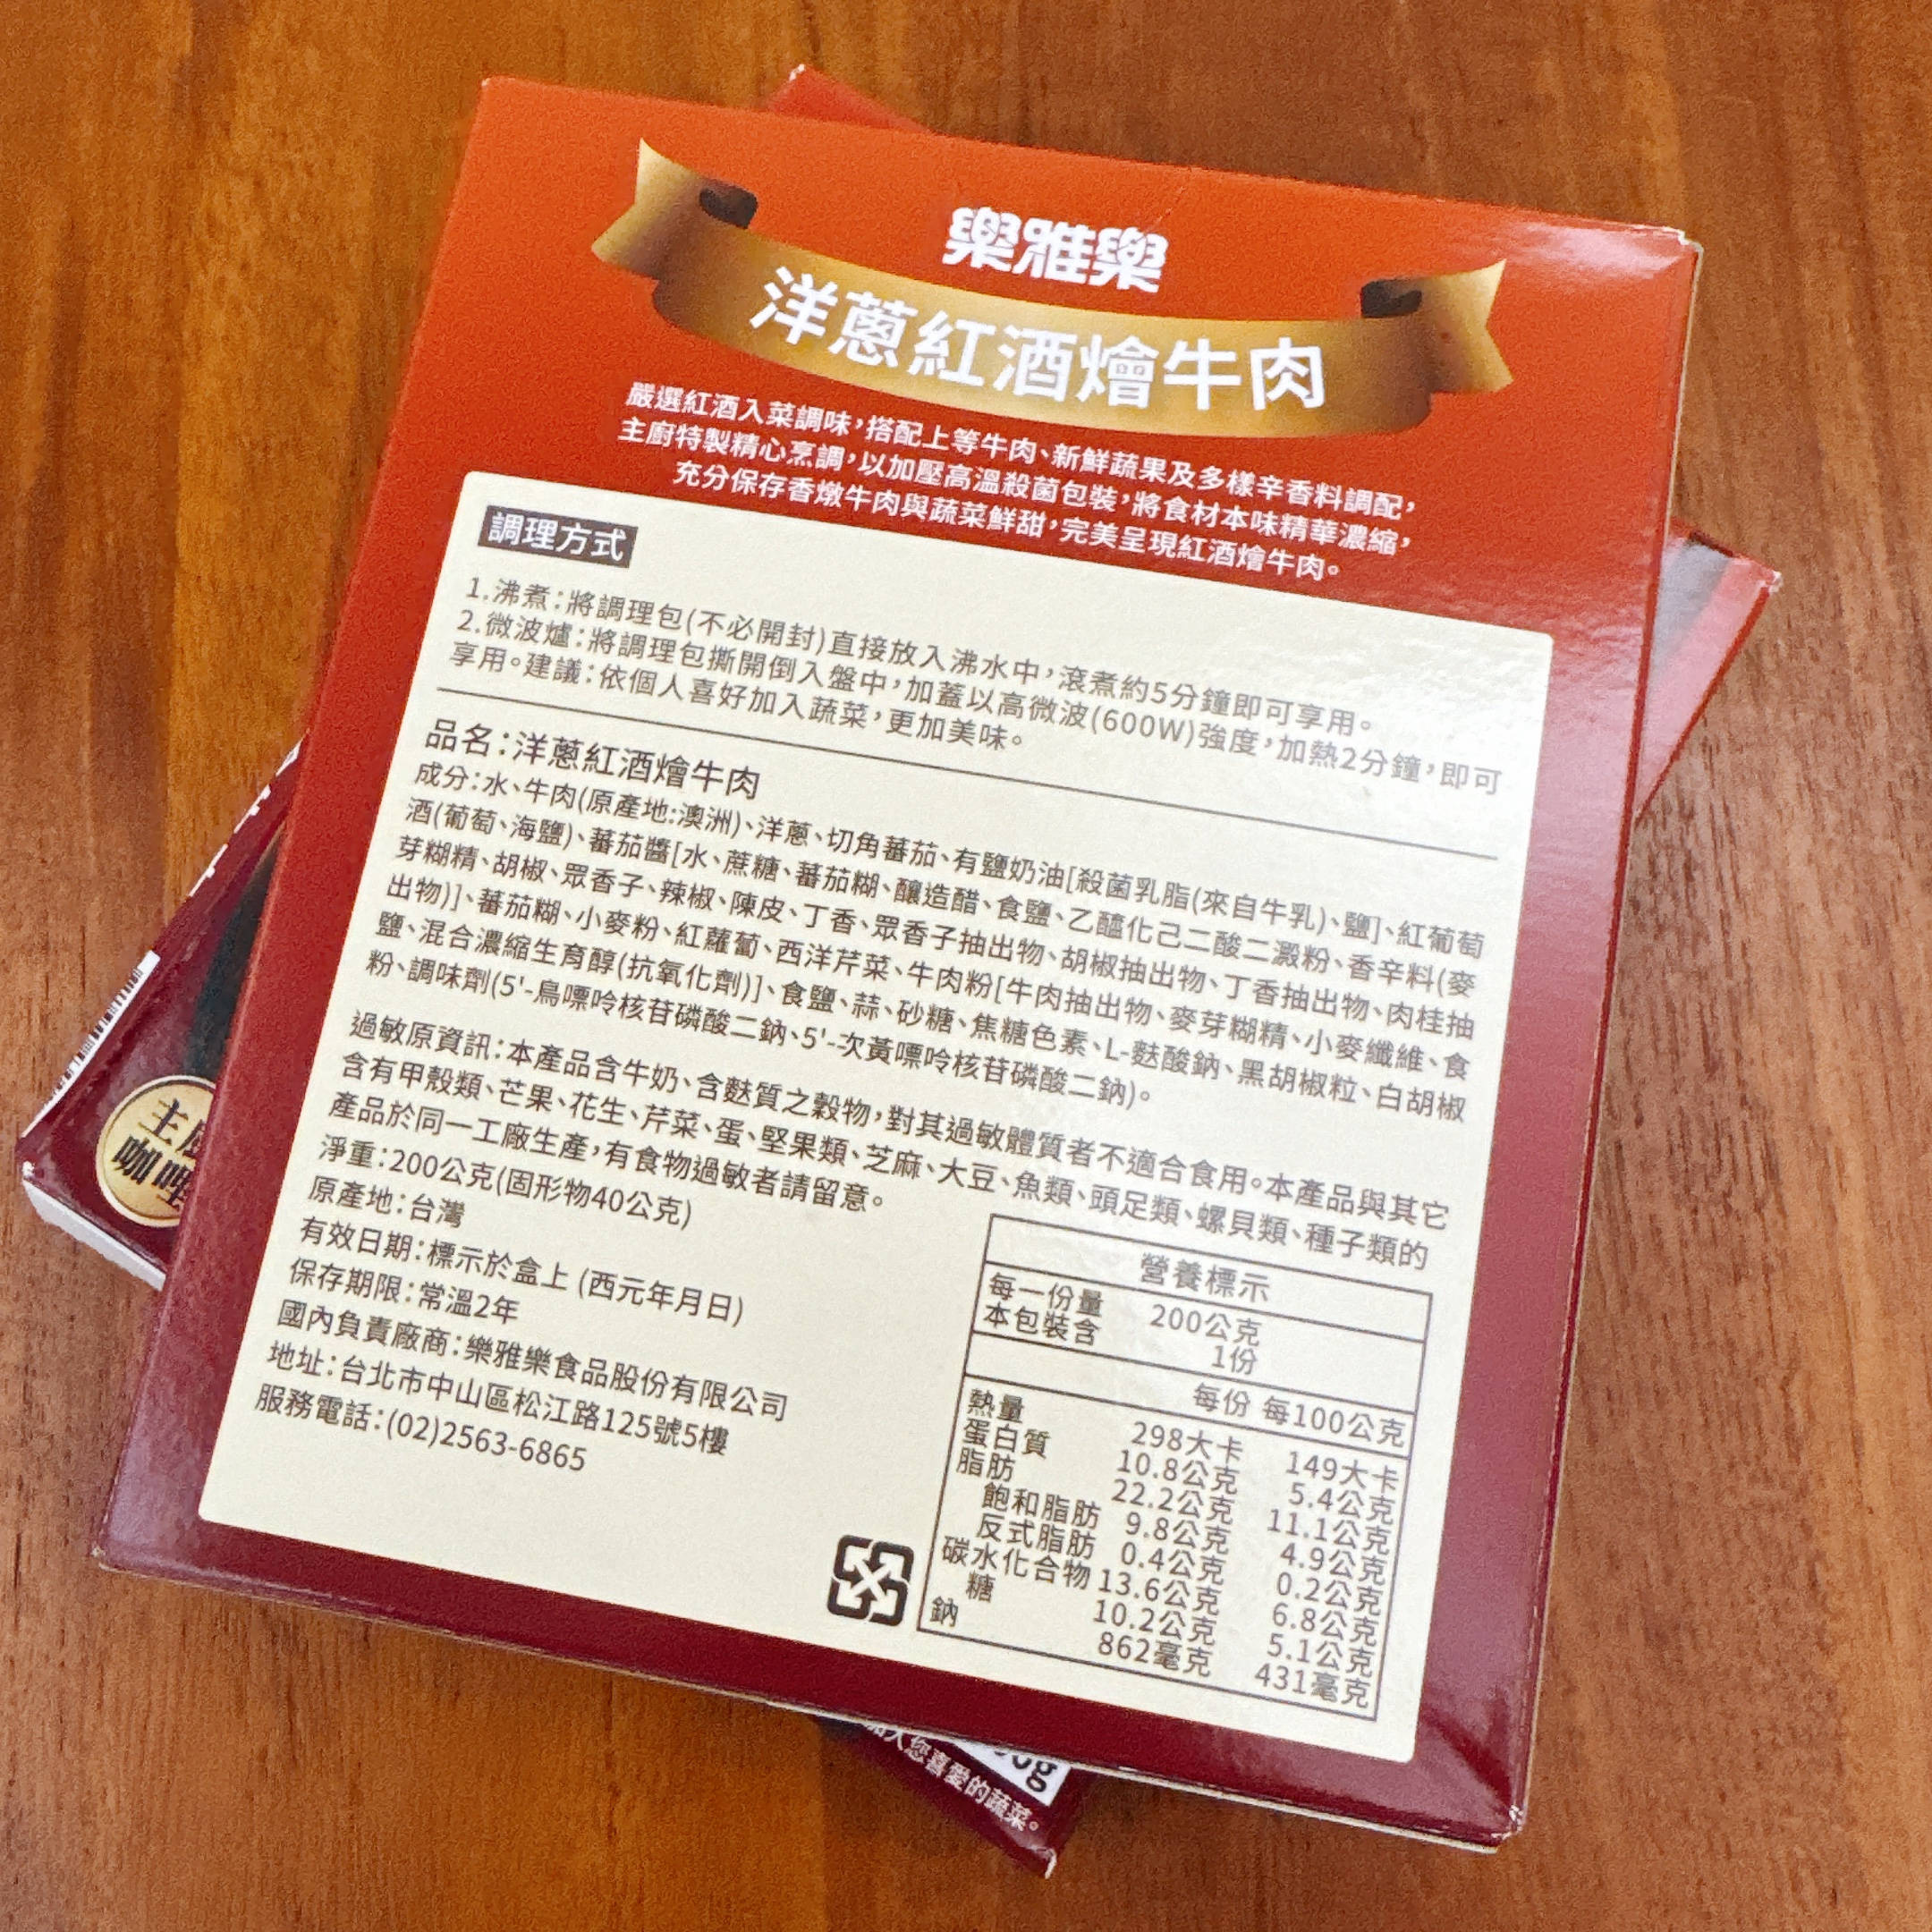 樂雅樂
洋蔥紅酒燴牛肉
嚴選紅酒入菜調味，搭配上等牛肉、新鮮蔬果及多樣辛香料調配，
主廚特製精心烹調，以加壓高溫殺菌包裝，將食材本味精華濃縮，
充分保存香燉牛肉與蔬菜鮮甜，完美呈現紅酒燴牛肉。
調理方式
1.沸煮：將調理包(不必開封)直接放入沸水中，滾煮約5分鐘即可享用。
2.微波爐：將調理包撕開倒入盤中，加蓋以高微波(600W)強度，加熱2分鐘，即可
享用。建議：依個人喜好加入蔬菜，更加美味。
品名：洋蔥紅酒燴牛肉
成分：水、牛肉(原產地:澳洲)、洋蔥、切角蕃茄、有鹽奶油[殺菌乳脂(來自牛乳)、鹽]、紅葡萄
酒(葡萄、海鹽)、蕃茄醬[水、蔗糖、蕃茄糊、釀造醋、食鹽、乙醯化己二酸二澱粉、香辛料(麥
芽糊精、胡椒、眾香子、辣椒、陳皮、丁香、眾香子抽出物、胡椒抽出物、丁香抽出物、肉桂抽
出物)]、蕃茄糊、小麥粉、紅蘿蔔、西洋芹菜、牛肉粉[牛肉抽出物、麥芽糊精、小麥纖維、食
鹽、混合濃縮生育醇(抗氧化劑)]、食鹽、蒜、砂糖、焦糖色素、L-麩酸鈉、黑胡椒粒、白胡椒
粉、調味劑(5'-鳥嘌呤核苷磷酸二鈉、5'-次黃嘌呤核苷磷酸二鈉)。
過敏原資訊：本產品含牛奶、含麩質之穀物，對其過敏體質者不適合食用。本產品與其它
含有甲殼類、芒果、花生、芹菜、蛋、堅果類、芝麻、大豆、魚類、頭足類、螺貝類、種子類的
產品於同一工廠生產，有食物過敏者請留意。
淨重：200公克(固形物40公克)
原產地：台灣
有效日期：標示於盒上 (西元年月日)
保存期限：常溫2年
國內負責廠商：樂雅樂食品股份有限公司
地址：台北市中山區松江路125號5樓
服務電話：(02)2563-6865
營養標示
每一份量 200公克
本包裝含 1份
每份 每100公克
熱量 298大卡 149大卡
蛋白質 10.8公克 5.4公克
脂肪 22.2公克 11.1公克
飽和脂肪 9.8公克 4.9公克
反式脂肪 0.4公克 0.2公克
碳水化合物 13.6公克 6.8公克
糖 10.2公克 5.1公克
鈉 862毫克 431毫克
主
咖哩
您喜愛的蔬菜。